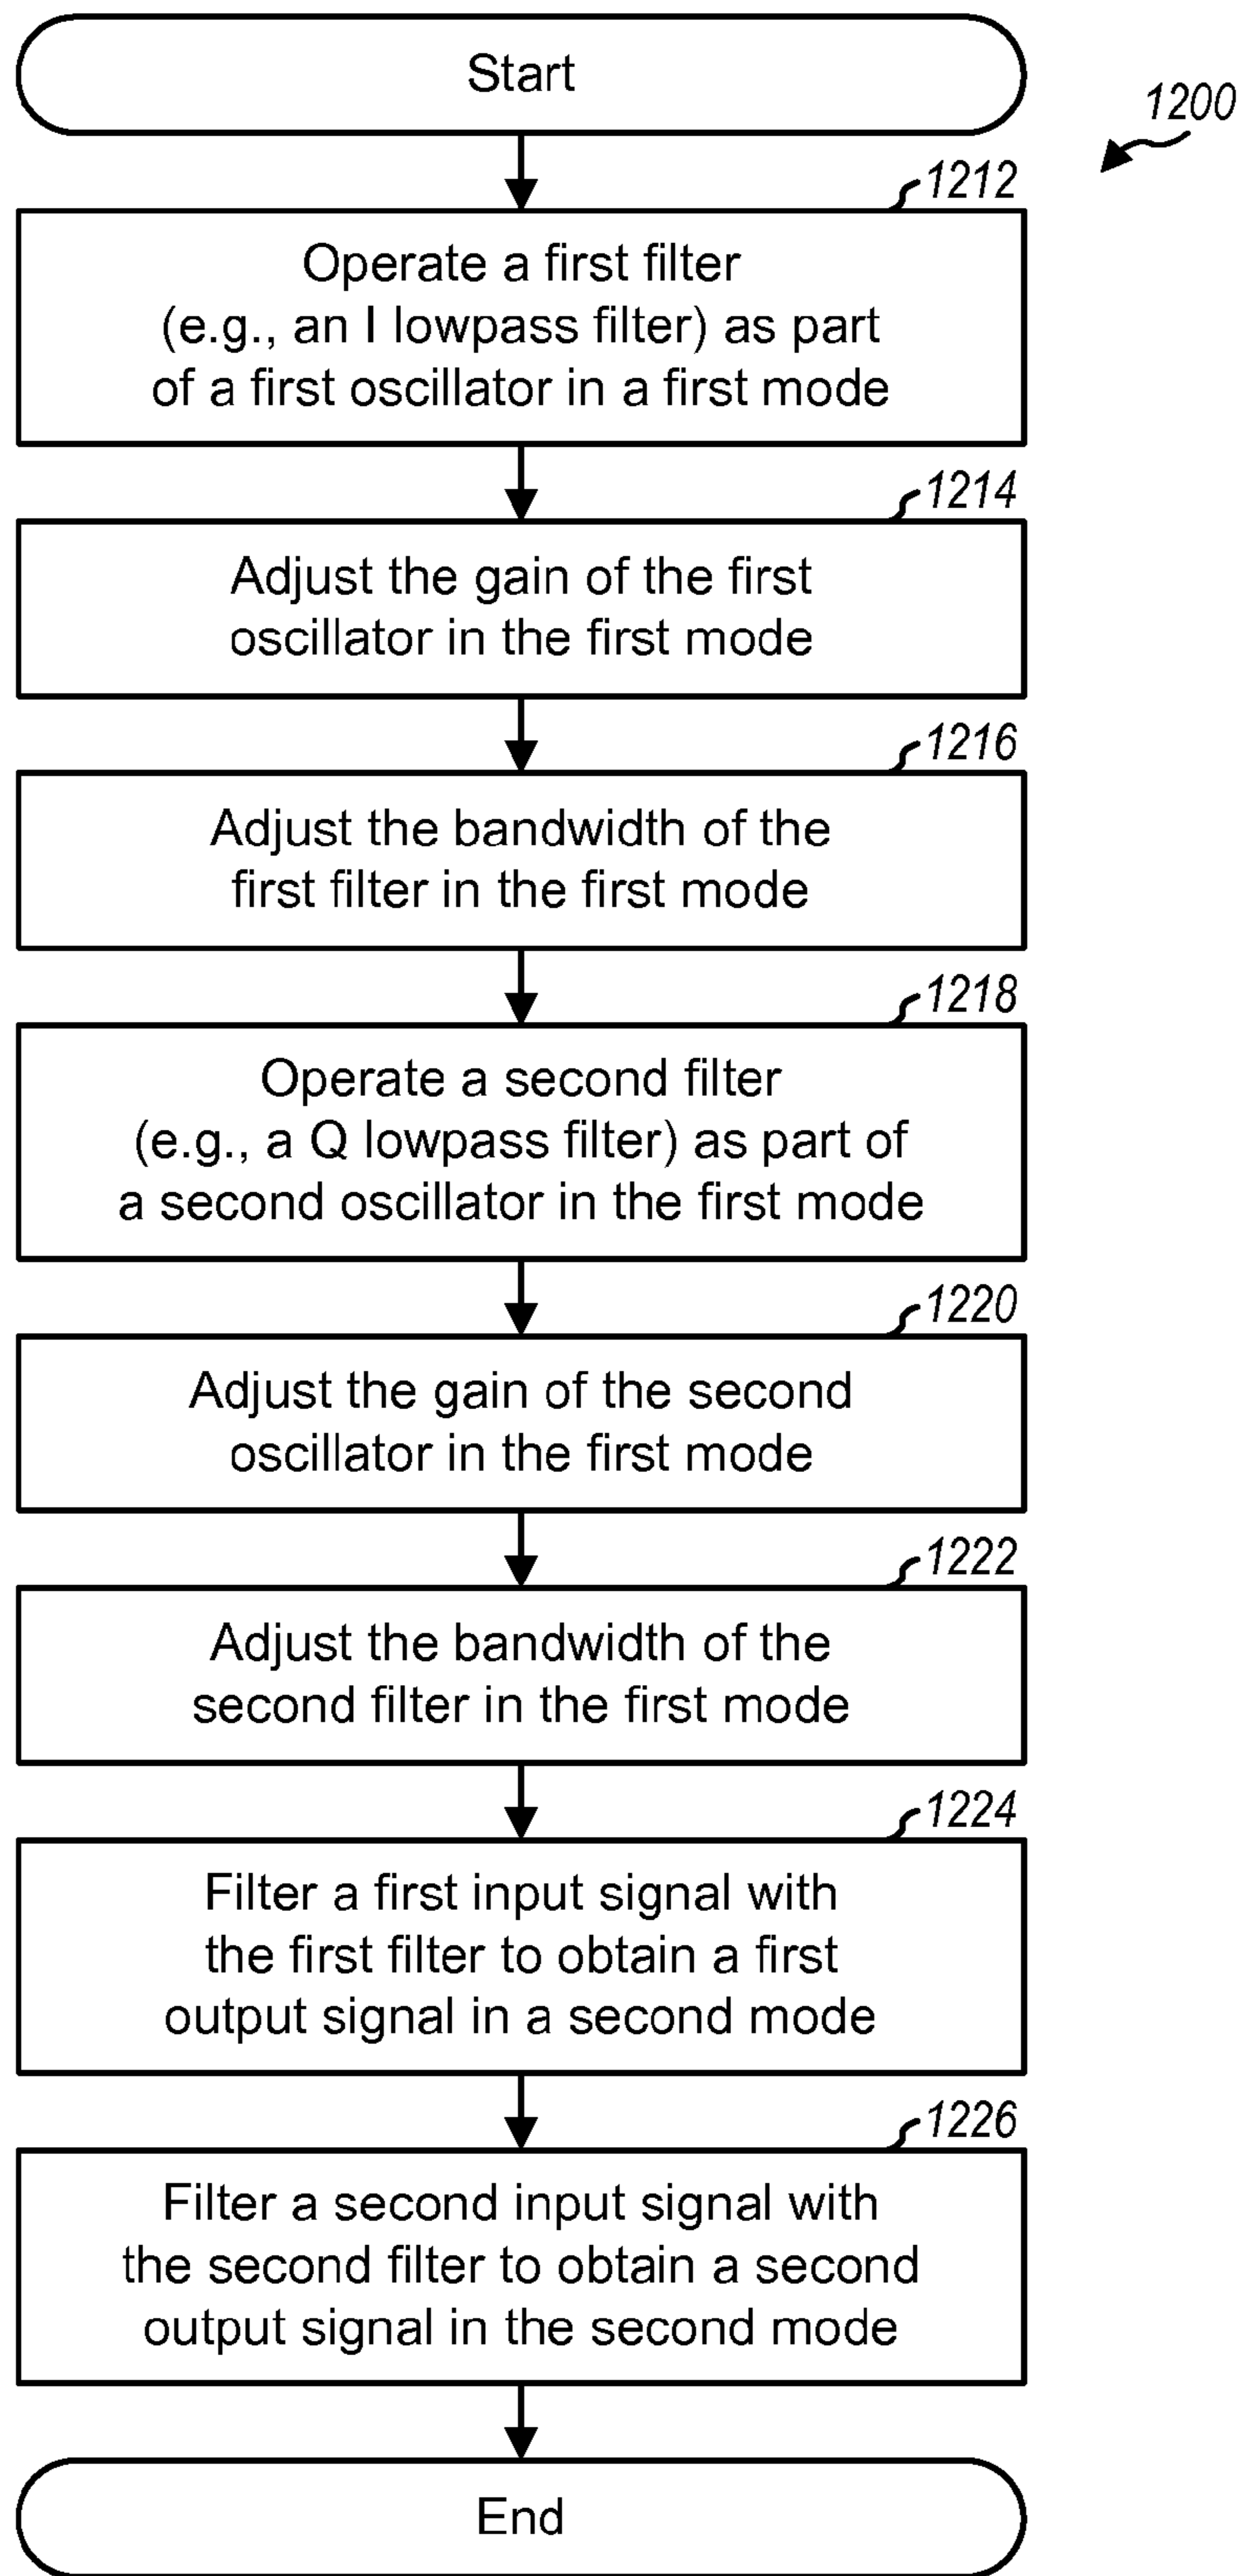 Start
1200
1212
Operate a first filter
(e.g., an I lowpass filter) as part
of a first oscillator in a first mode
1214
Adjust the gain of the first
oscillator in the first mode
1216
Adjust the bandwidth of the
first filter in the first mode
1218
Operate a second filter
(e.g., a Q lowpass filter) as part of
a second oscillator in the first mode
1220
Adjust the gain of the second
oscillator in the first mode
1222
Adjust the bandwidth of the
second filter in the first mode
1224
Filter a first input signal with
the first filter to obtain a first
output signal in a second mode
1226
Filter a second input signal with
the second filter to obtain a second
output signal in the second mode
End